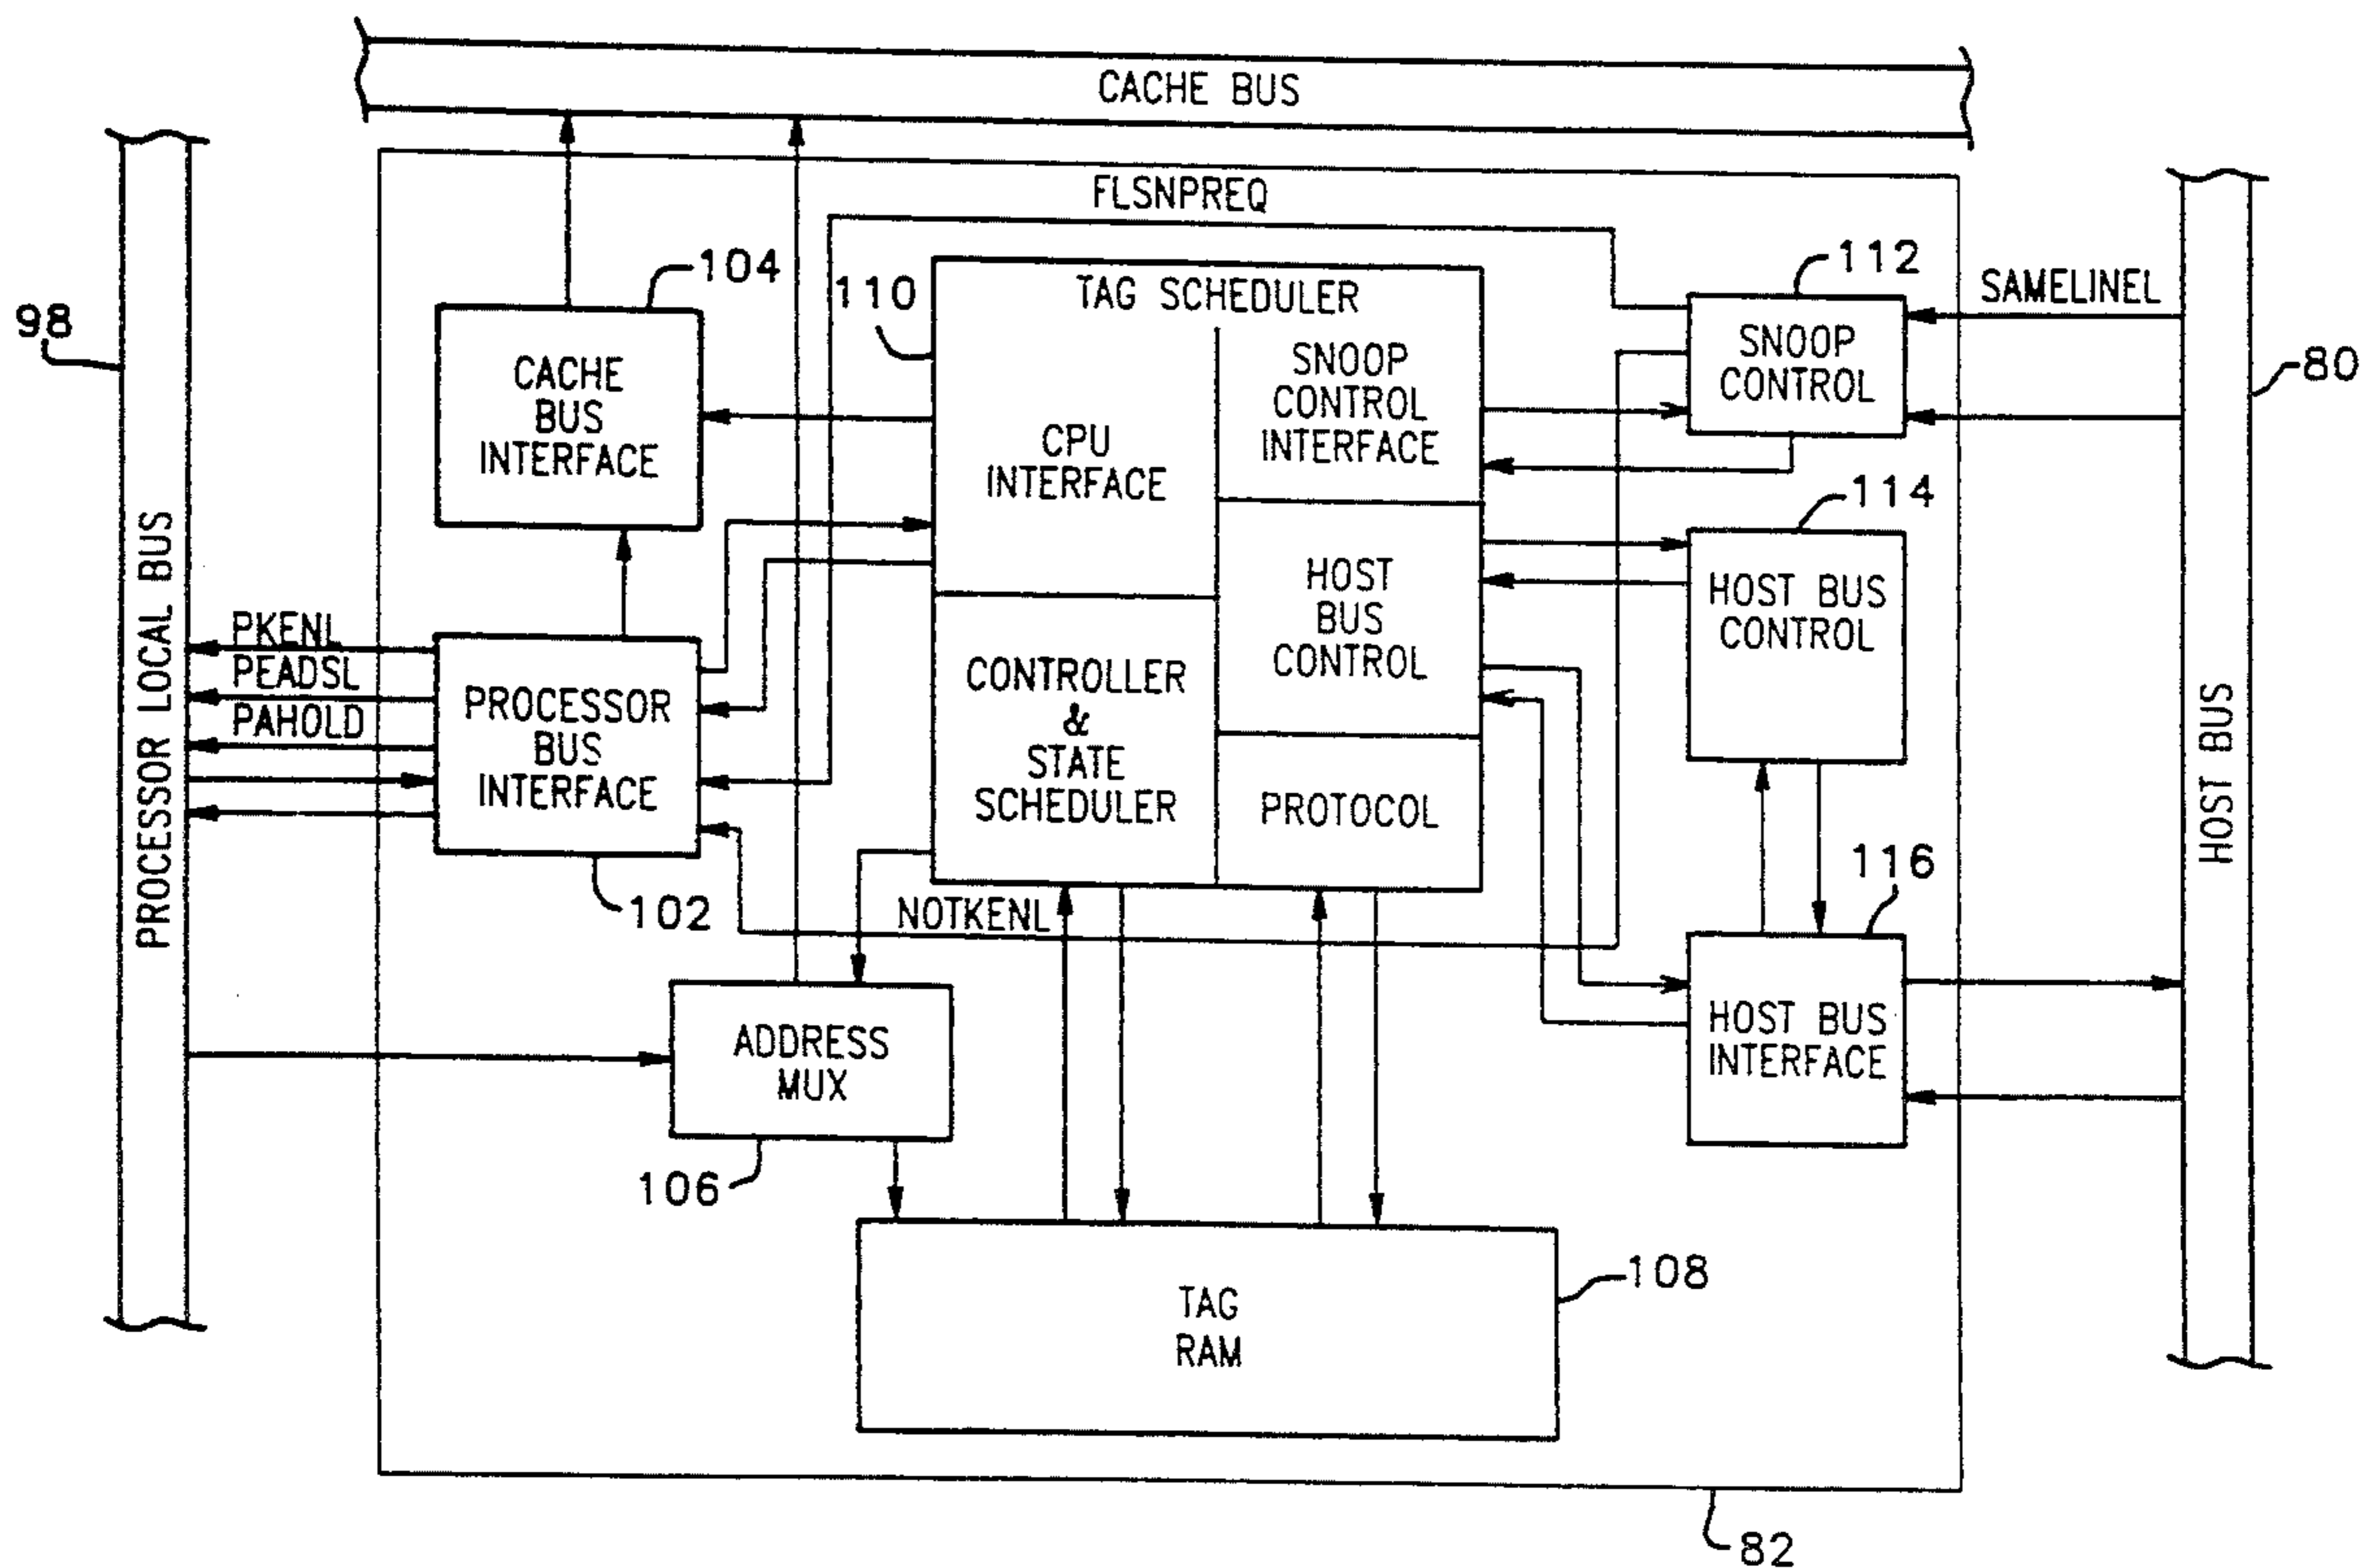 CACHE BUS
FLSNPREQ
104
110
TAG SCHEDULER
112
SAMELINEL
98
80
CACHE
BUS
INTERFACE
CPU
INTERFACE
SNOOP
CONTROL
INTERFACE
SNOOP
CONTROL
114
HOST BUS
CONTROL
HOST
BUS
CONTROL
PROCESSOR LOCAL BUS
PKENL
PEADSL
PAHOLD
PROCESSOR
BUS
INTERFACE
CONTROLLER
&
STATE
SCHEDULER
PROTOCOL
HOST BUS
102
NOTKENL
116
ADDRESS
MUX
HOST BUS
INTERFACE
106
108
TAG
RAM
82